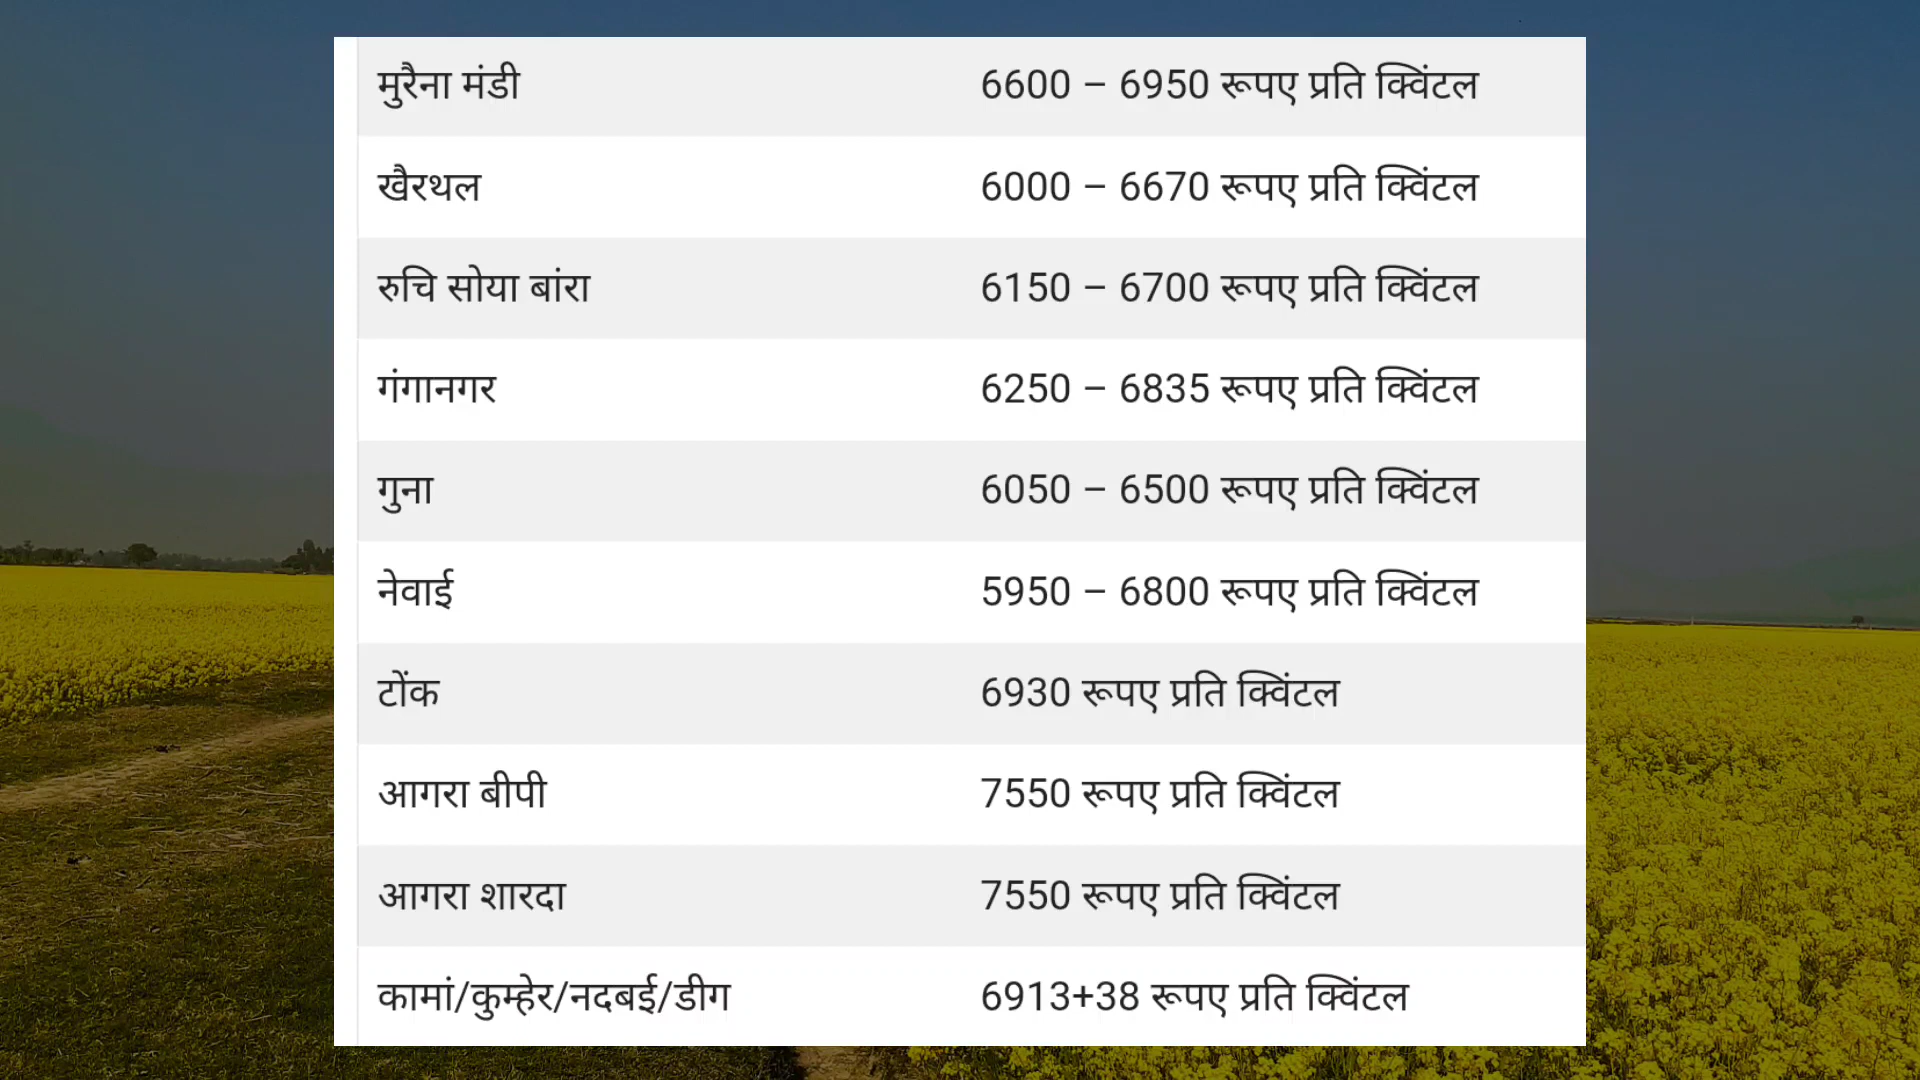 मुरैना मंडी 6600 – 6950 रूपए प्रति क्विंटल
खैरथल 6000 – 6670 रूपए प्रति क्विंटल
रुचि सोया बांरा 6150 – 6700 रूपए प्रति क्विंटल
गंगानगर 6250 – 6835 रूपए प्रति क्विंटल
गुना 6050 – 6500 रूपए प्रति क्विंटल
नेवाई 5950 – 6800 रूपए प्रति क्विंटल
टोंक 6930 रूपए प्रति क्विंटल
आगरा बीपी 7550 रूपए प्रति क्विंटल
आगरा शारदा 7550 रूपए प्रति क्विंटल
कामां/कुम्हेर/नदबई/डीग 6913+38 रूपए प्रति क्विंटल